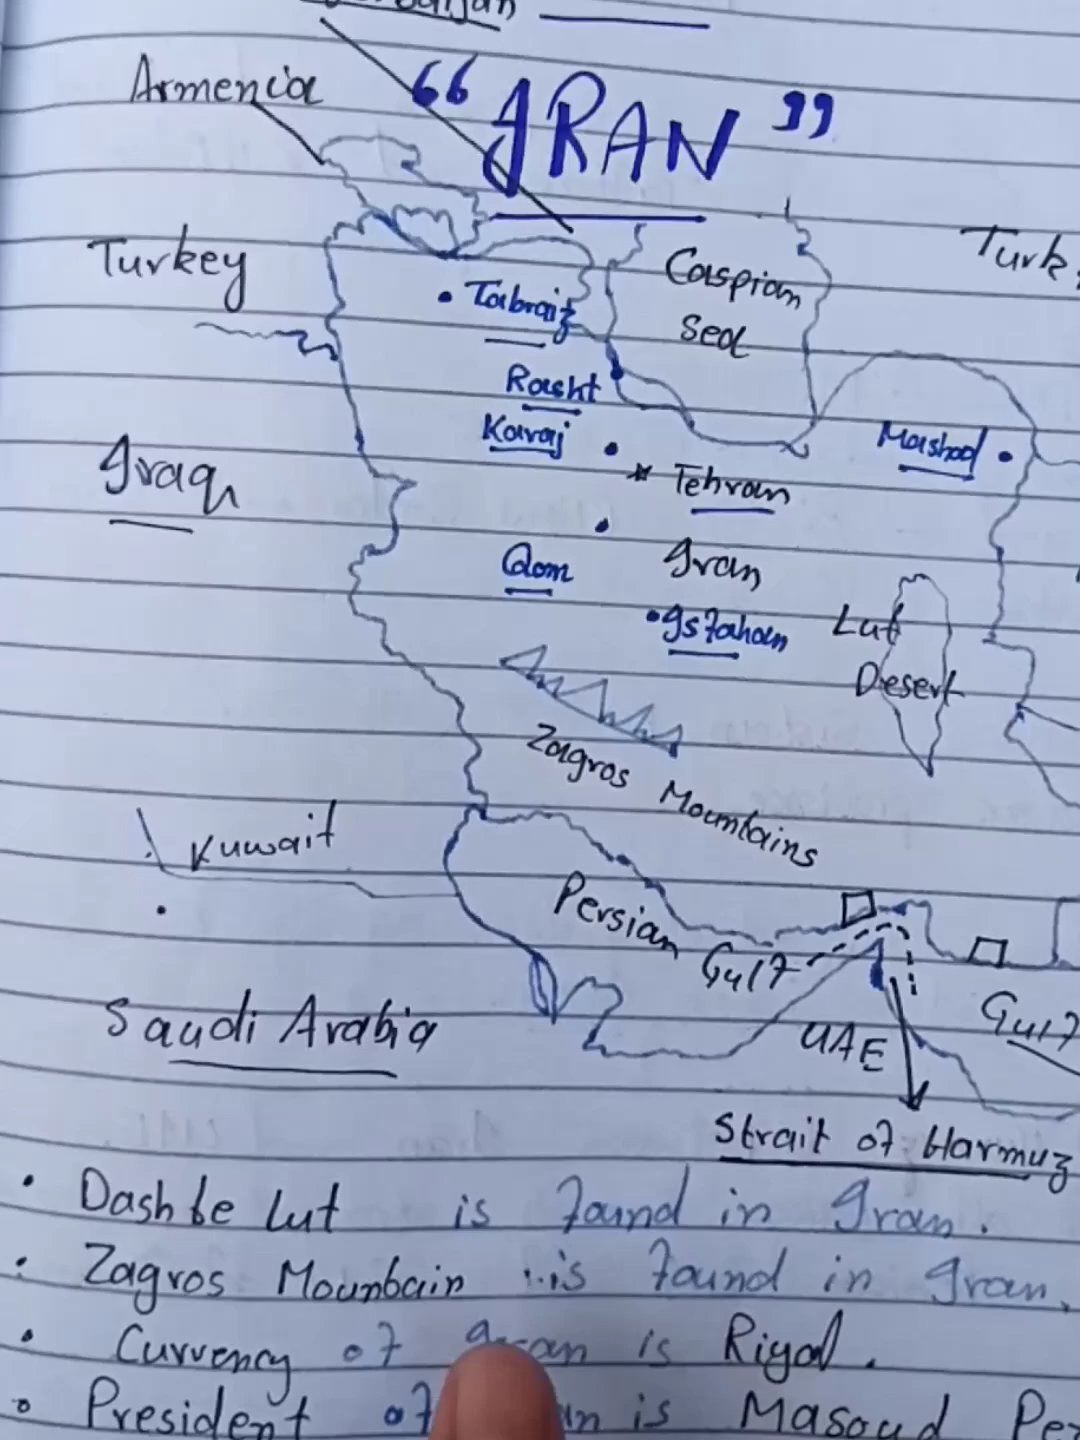 Armenia
"IRAN"
Turkey
Caspian
Sea
Turk
Tabraiz
Rasht
Karaj
Mashad
Iraq
Tehran
Qom
Iran
Isfahan
Lut
Desert
Zagros Mountains
Kuwait
Persian Gulf
Saudi Arabia
UAE
Gulf
Strait of Harmuz
• Dashte Lut is found in Iran.
• Zagros Mountain is found in Iran.
• Currency of Iran is Riyal.
• President of is Masoud Pez